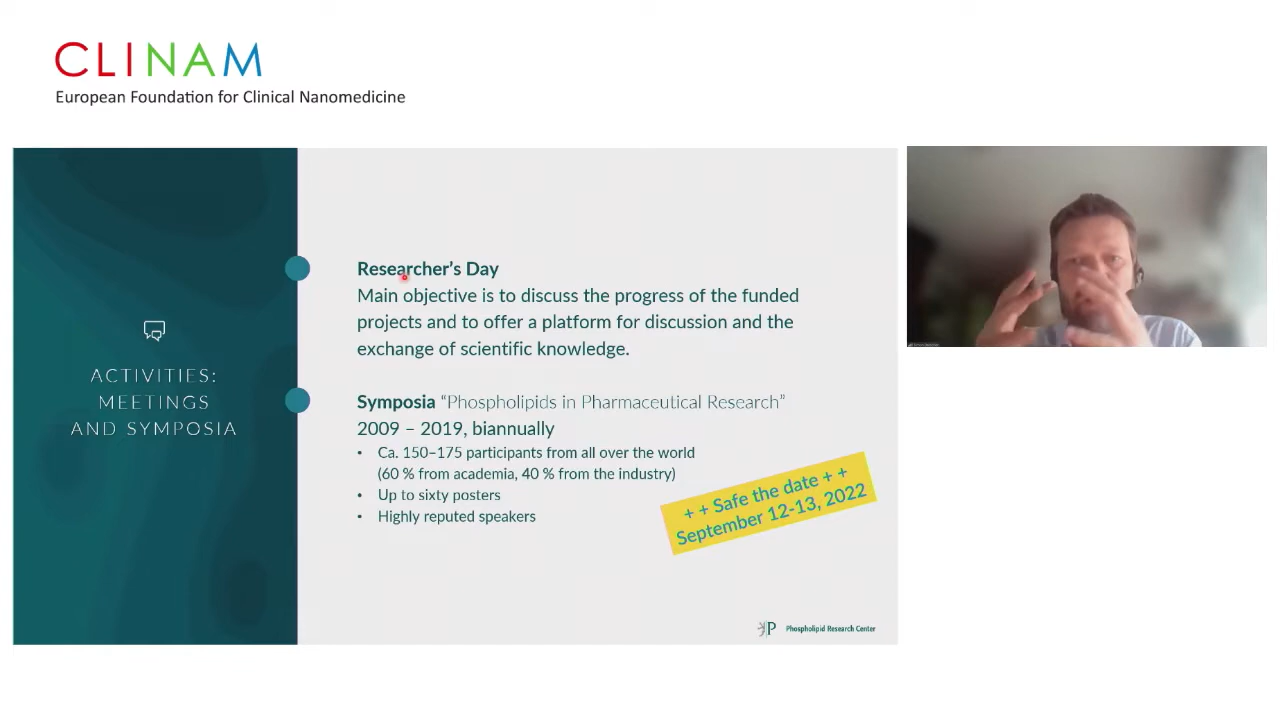 CLINAM
European Foundation for Clinical Nanomedicine
ACTIVITIES:
MEETINGS
AND SYMPOSIA
Researcher’s Day
Main objective is to discuss the progress of the funded
projects and to offer a platform for discussion and the
exchange of scientific knowledge.
Symposia “Phospholipids in Pharmaceutical Research”
2009 – 2019, biannually
• Ca. 150–175 participants from all over the world
(60 % from academia, 40 % from the industry)
• Up to sixty posters
• Highly reputed speakers
+ + Safe the date + +
September 12-13, 2022
P Phospholipid Research Center